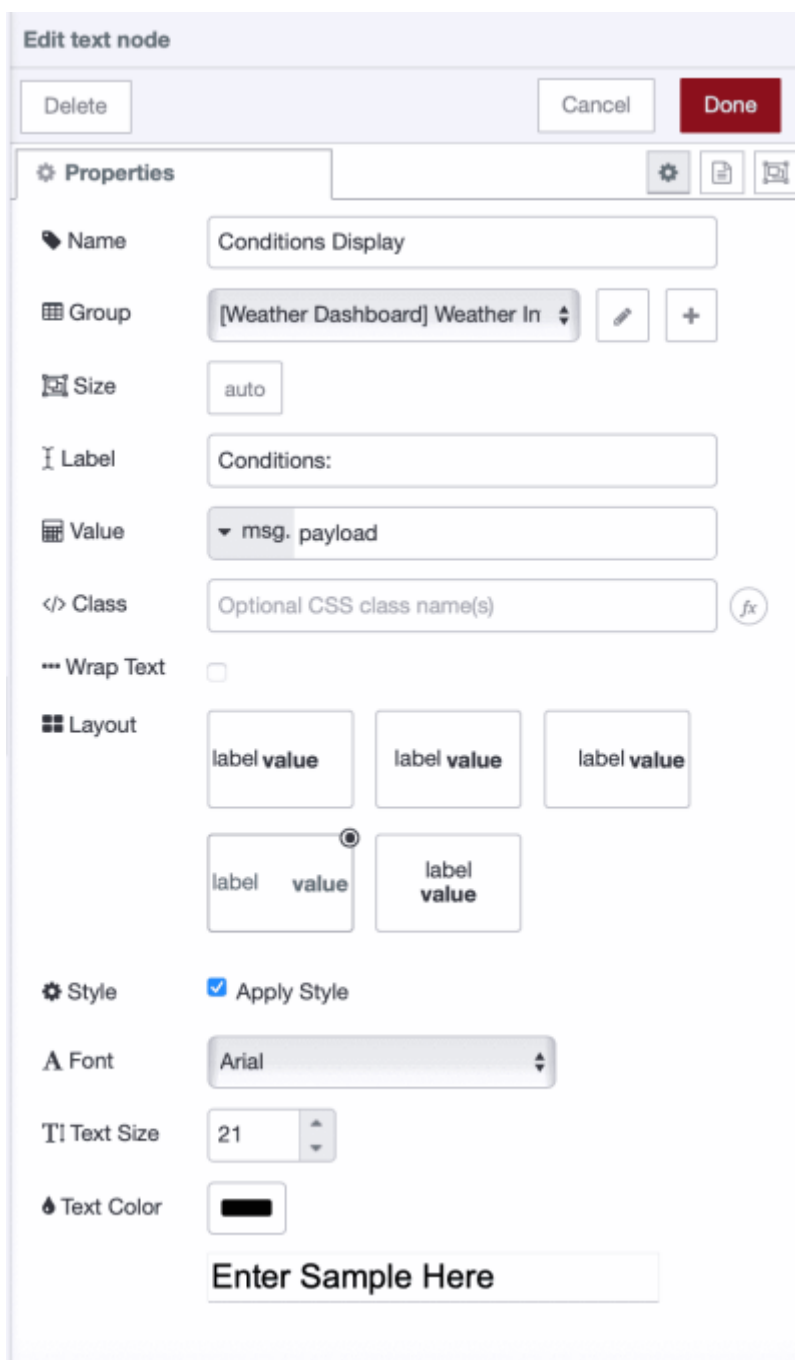 Edit text node
Delete Cancel Done
Properties
Name Conditions Display
Group [Weather Dashboard] Weather In
Size auto
Label Conditions:
Value msg. payload
</> Class Optional CSS class name(s) fx
Wrap Text
Layout label value label value label value
label value label
value
Style Apply Style
Font Arial
Text Size 21
Text Color
Enter Sample Here